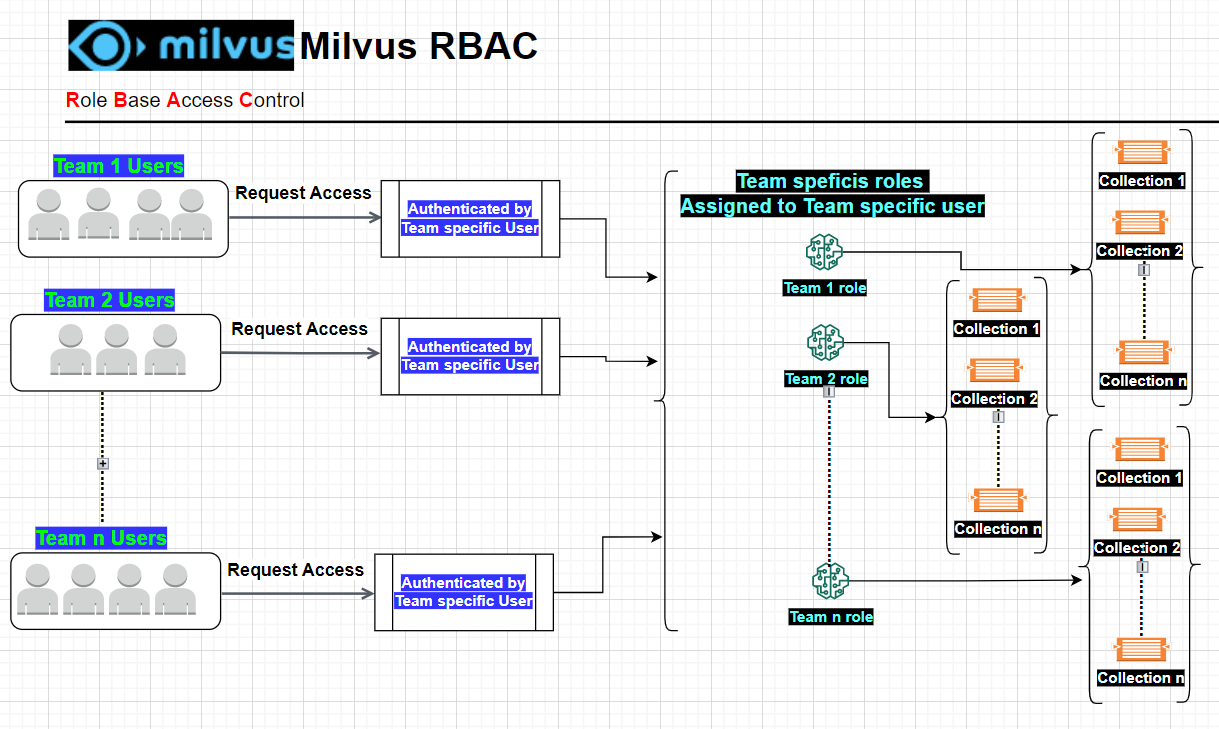 milvus Milvus RBAC
Role Base Access Control
Team 1 Users
Request Access
Authenticated by
Team specific User
Team 2 Users
Request Access
Authenticated by
Team specific User
Team n Users
Request Access
Authenticated by
Team specific User
Team speficis roles
Assigned to Team specific user
Team 1 role
Team 2 role
Team n role
Collection 1
Collection 2
Collection n
Collection 1
Collection 2
Collection n
Collection 1
Collection 2
Collection n